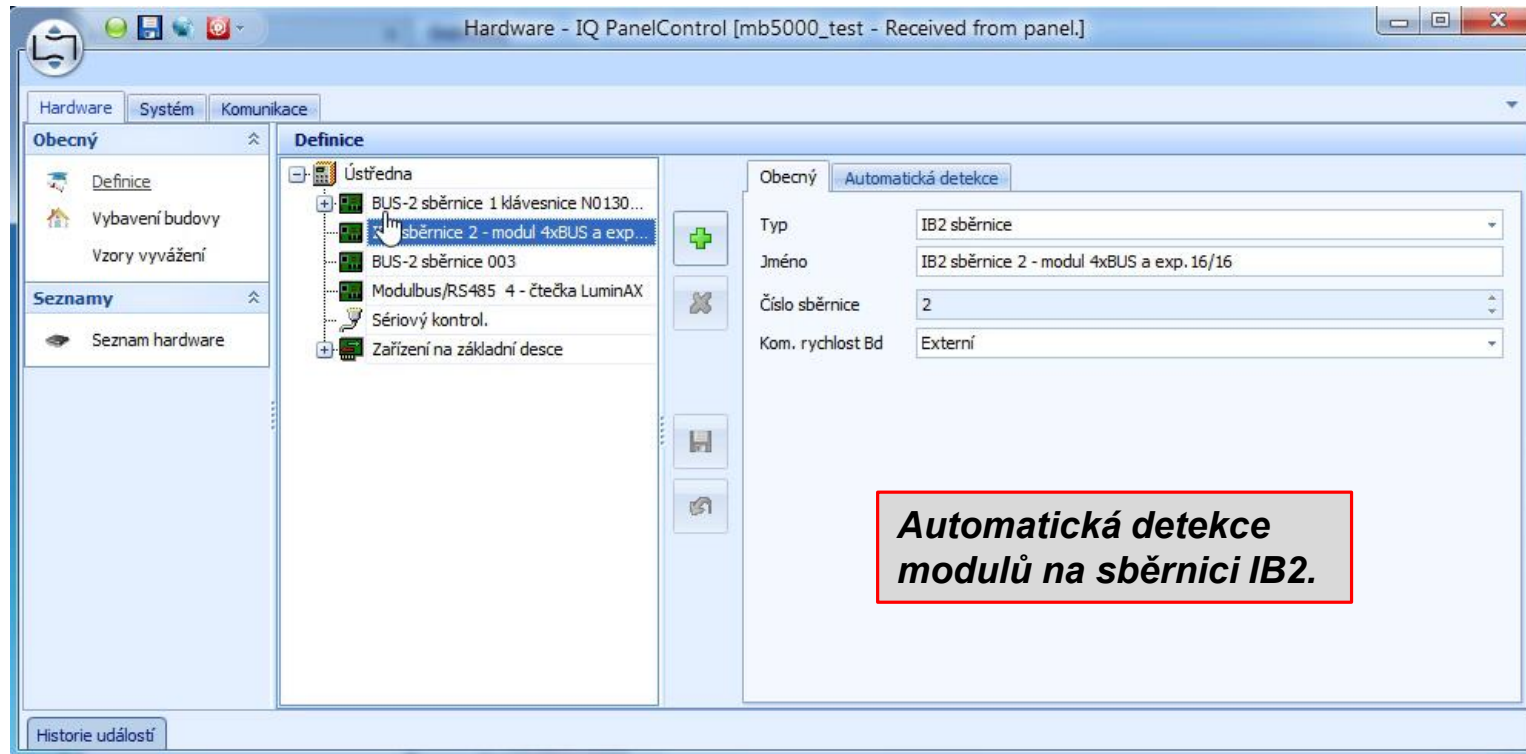 Hardware - IQ PanelControl [mb5000_test - Received from panel.]
Hardware Systém Komunikace
Obecný
Definice
Vybavení budovy
Vzory vyvážení
Seznamy
Seznam hardware
Definice
Ústředna
BUS-2 sběrnice 1 klávesnice N0130...
sběrnice 2 - modul 4xBUS a exp...
BUS-2 sběrnice 003
Modulbus/RS485 4 - čtečka LuminAX
Sériový kontrol.
Zařízení na základní desce
Obecný Automatická detekce
Typ IB2 sběrnice
Jméno IB2 sběrnice 2 - modul 4xBUS a exp. 16/16
Číslo sběrnice 2
Kom. rychlost Bd Externí
Automatická detekce
modulů na sběrnici IB2.
Historie událostí